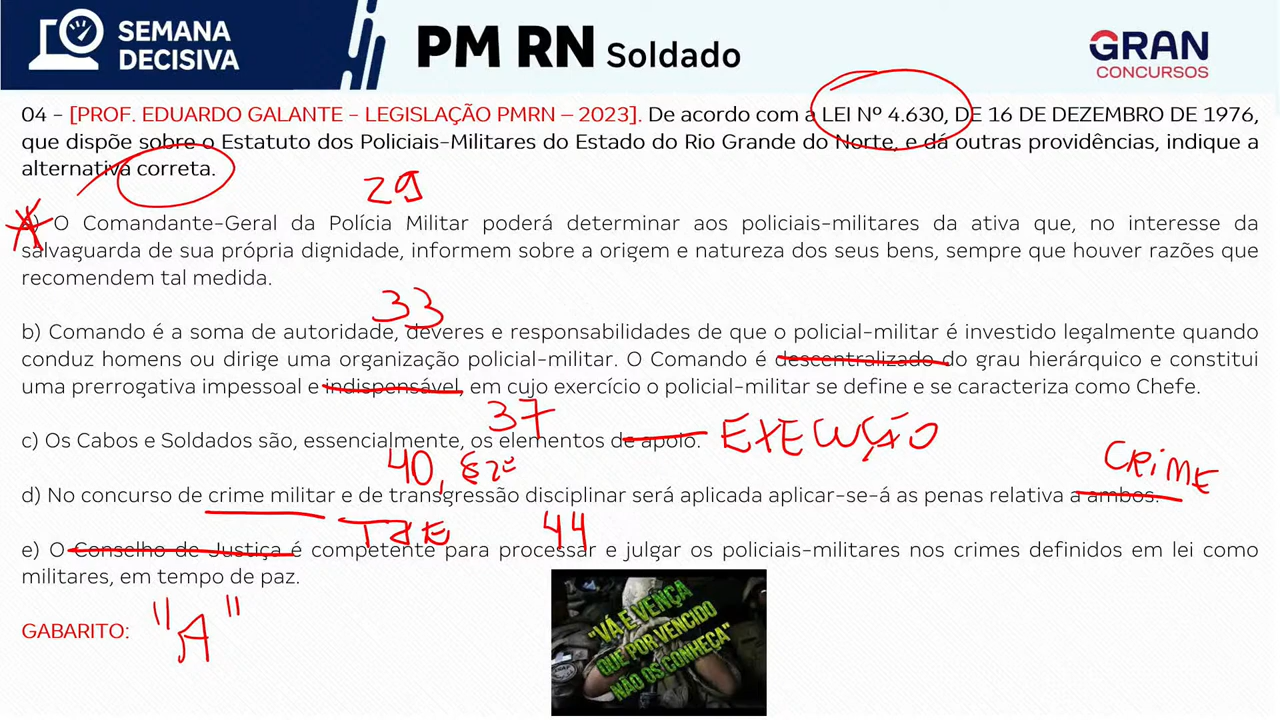 SEMANA
DECISIVA
PM RN Soldado
GRAN
CONCURSOS
04 - [PROF. EDUARDO GALANTE - LEGISLAÇÃO PMRN – 2023]. De acordo com a LEI Nº 4.630, DE 16 DE DEZEMBRO DE 1976,
que dispõe sobre o Estatuto dos Policiais-Militares do Estado do Rio Grande do Norte, e dá outras providências, indique a
alternativa correta.
29
a) O Comandante-Geral da Polícia Militar poderá determinar aos policiais-militares da ativa que, no interesse da
salvaguarda de sua própria dignidade, informem sobre a origem e natureza dos seus bens, sempre que houver razões que
recomendem tal medida.
33
b) Comando é a soma de autoridade, deveres e responsabilidades de que o policial-militar é investido legalmente quando
conduz homens ou dirige uma organização policial-militar. O Comando é descentralizado do grau hierárquico e constitui
uma prerrogativa impessoal e indispensável, em cujo exercício o policial-militar se define e se caracteriza como Chefe.
37
c) Os Cabos e Soldados são, essencialmente, os elementos de apoio. EXECUÇÃO
40, § 2º
CRIME
d) No concurso de crime militar e de transgressão disciplinar será aplicada aplicar-se-á as penas relativa a ambos.
TJE 44
e) O Conselho de Justiça é competente para processar e julgar os policiais-militares nos crimes definidos em lei como
militares, em tempo de paz.
GABARITO: "A"
"VÁ E VENÇA
QUE POR VENCIDO
NÃO OS CONHEÇA"